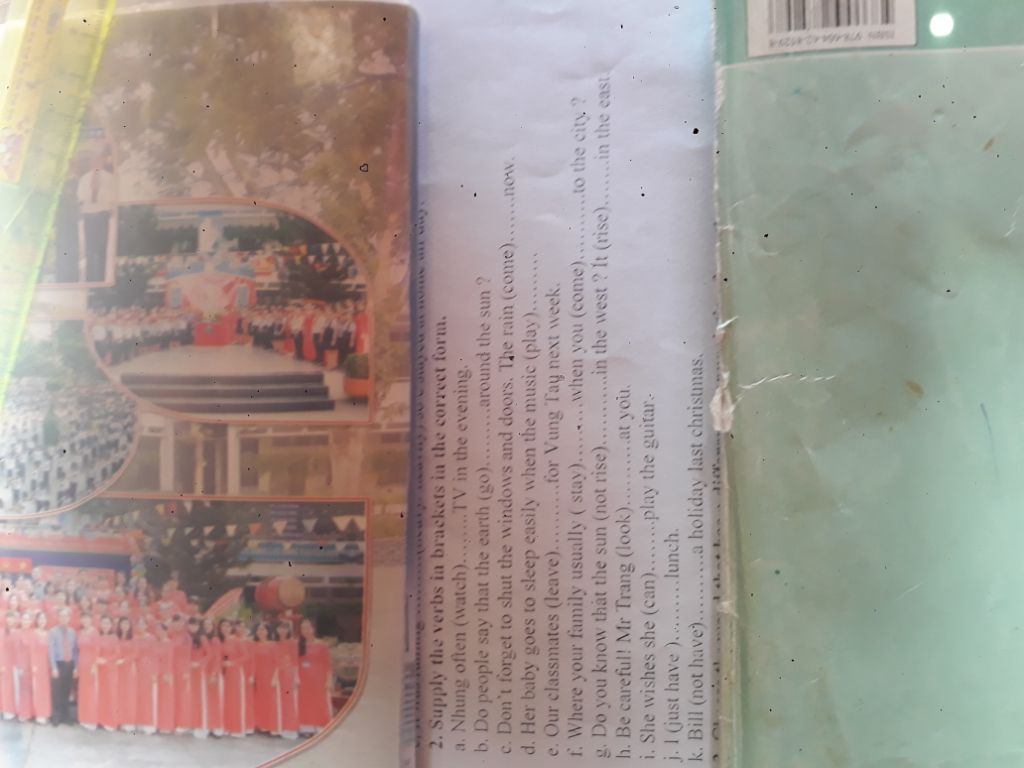 2. Supply the verbs in brackets in the correct form.
a. Nhung often (watch)………TV in the evening.
b. Do people say that the earth (go)………around the sun ?
c. Don't forget to shut the windows and doors. The rain (come)……now.
d. Her baby goes to sleep easily when the music (play)………
e. Our classmates (leave)………for Vung Tau next week.
f. Where your family usually ( stay)………when you (come)………to the city ?
g. Do you know that the sun (not rise)………in the west ? It (rise)……in the east.
h. Be careful! Mr Trang (look)………at you.
i. She wishes she (can)……play the guitar.
j. I (just have )………lunch.
k. Bill (not have)…………a holiday last christmas.